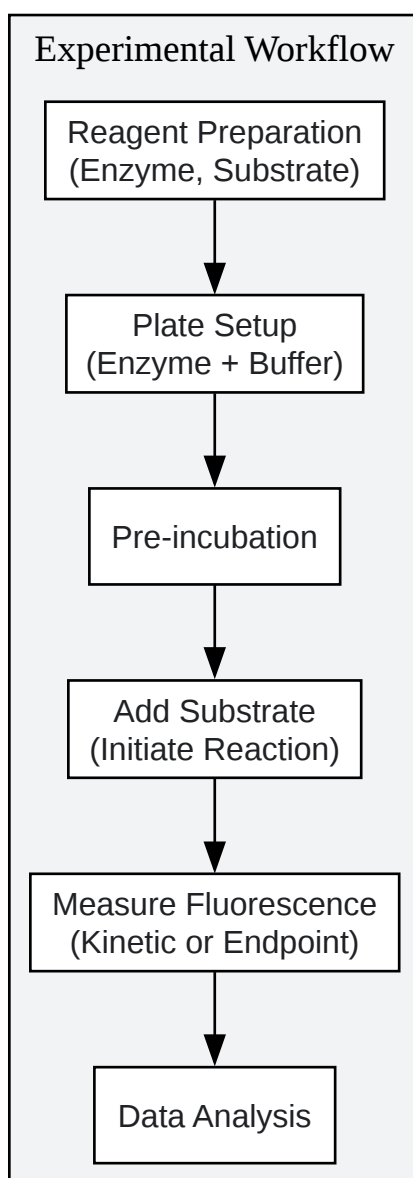 Experimental Workflow
Reagent Preparation
(Enzyme, Substrate)
Plate Setup
(Enzyme + Buffer)
Pre-incubation
Add Substrate
(Initiate Reaction)
Measure Fluorescence
(Kinetic or Endpoint)
Data Analysis